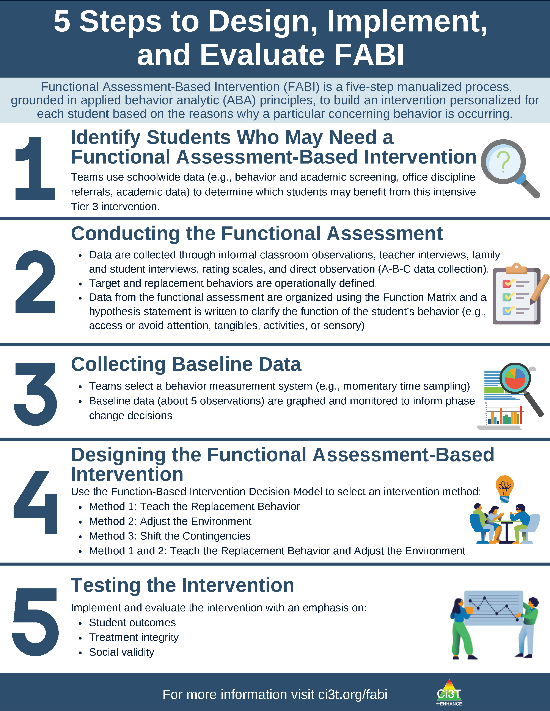 5 Steps to Design, Implement,
and Evaluate FABI
Functional Assessment-Based Intervention (FABI) is a five-step manualized process,
grounded in applied behavior analytic (ABA) principles, to build an intervention personalized for
each student based on the reasons why a particular concerning behavior is occurring.
1
Identify Students Who May Need a
Functional Assessment-Based Intervention
Teams use schoolwide data (e.g., behavior and academic screening, office discipline
referrals, academic data) to determine which students may benefit from this intensive
Tier 3 intervention.
2
Conducting the Functional Assessment
• Data are collected through informal classroom observations, teacher interviews, family
and student interviews, rating scales, and direct observation (A-B-C data collection).
• Target and replacement behaviors are operationally defined.
• Data from the functional assessment are organized using the Function Matrix and a
hypothesis statement is written to clarify the function of the student's behavior (e.g.,
access or avoid attention, tangibles, activities, or sensory)
3
Collecting Baseline Data
• Teams select a behavior measurement system (e.g., momentary time sampling)
• Baseline data (about 5 observations) are graphed and monitored to inform phase
change decisions
4
Designing the Functional Assessment-Based
Intervention
Use the Function-Based Intervention Decision Model to select an intervention method:
• Method 1: Teach the Replacement Behavior
• Method 2: Adjust the Environment
• Method 3: Shift the Contingencies
• Method 1 and 2: Teach the Replacement Behavior and Adjust the Environment
5
Testing the Intervention
Implement and evaluate the intervention with an emphasis on:
• Student outcomes
• Treatment integrity
• Social validity
For more information visit ci3t.org/fabi
Ci3T
ENHANCE